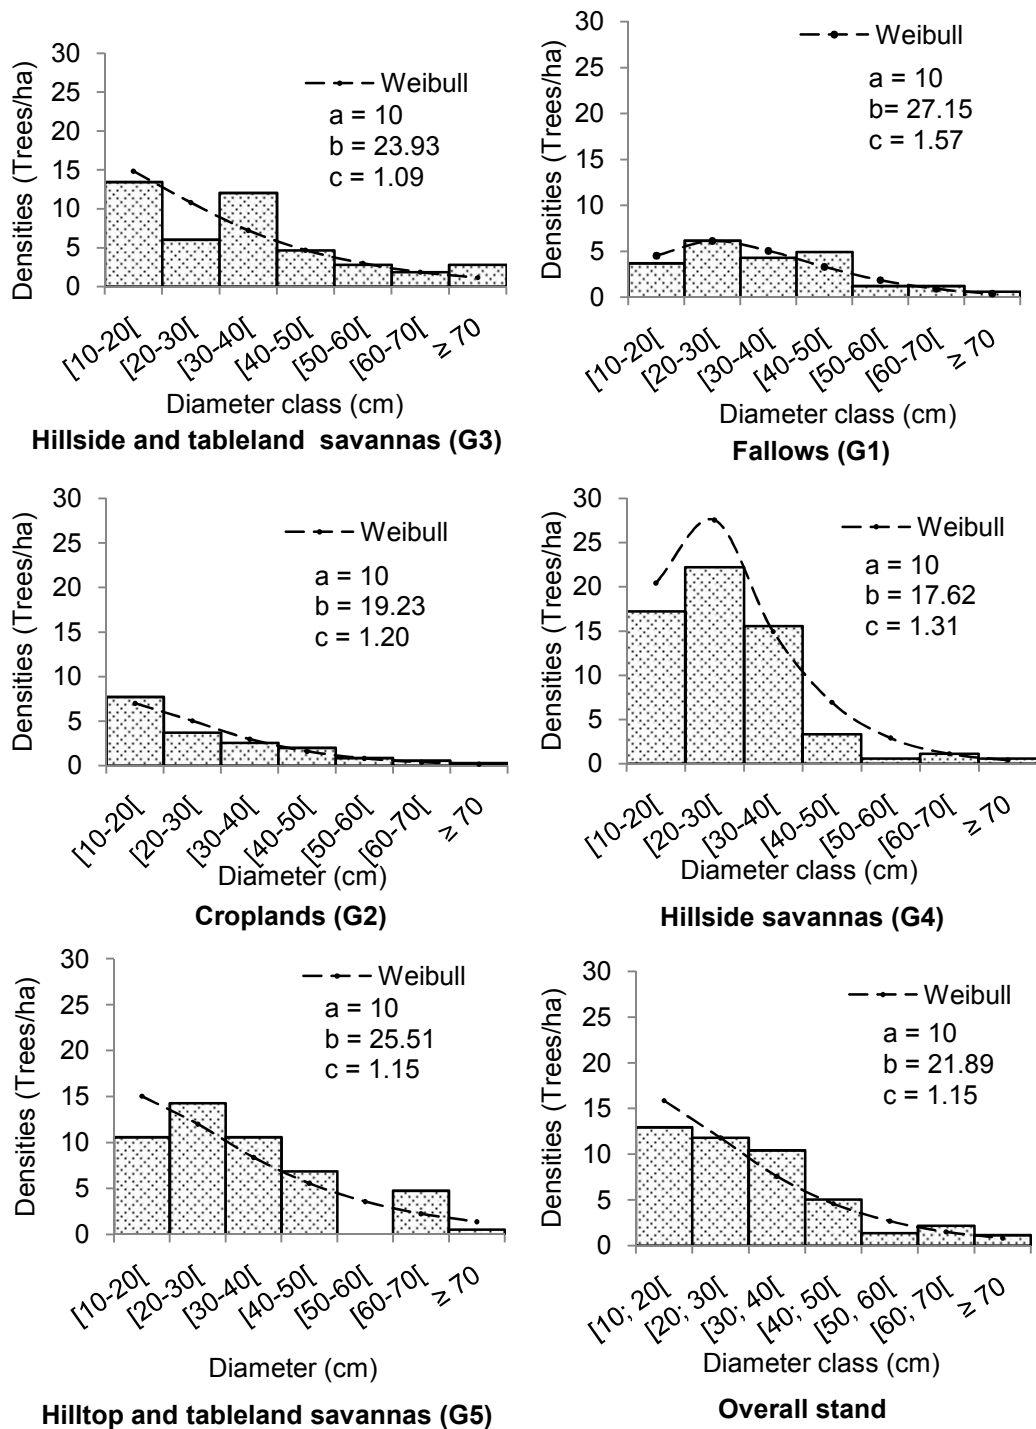 30
25
20
15
10
5
0
Densities (Trees/ha)
Weibull
a = 10
b = 23.93
c = 1.09
[10-20[
[20-30[
[30-40[
[40-50[
[50-60[
[60-70[
≥ 70
Diameter class (cm)
Hillside and tableland savannas (G3)
30
25
20
15
10
5
0
Densities (Trees/ha)
Weibull
a = 10
b= 27.15
c = 1.57
[10-20[
[20-30[
[30-40[
[40-50[
[50-60[
[60-70[
≥ 70
Diameter class (cm)
Fallows (G1)
30
25
20
15
10
5
0
Densities (Trees/ha)
Weibull
a = 10
b = 19.23
c = 1.20
[10-20[
[20-30[
[30-40[
[40-50[
[50-60[
[60-70[
≥ 70
Diameter (cm)
Croplands (G2)
30
25
20
15
10
5
0
Densities (Trees/ha)
Weibull
a = 10
b = 17.62
c = 1.31
[10-20[
[20-30[
[30-40[
[40-50[
[50-60[
[60-70[
≥ 70
Diameter class (cm)
Hillside savannas (G4)
30
25
20
15
10
5
0
Densities (Trees/ha)
Weibull
a = 10
b = 25.51
c = 1.15
[10-20[
[20-30[
[30-40[
[40-50[
[50-60[
[60-70[
≥ 70
Diameter (cm)
Hilltop and tableland savannas (G5)
30
25
20
15
10
5
0
Densities (Trees/ha)
Weibull
a = 10
b = 21.89
c = 1.15
[10; 20[
[20; 30[
[30; 40[
[40; 50[
[50, 60[
[60; 70[
≥ 70
Diameter class (cm)
Overall stand